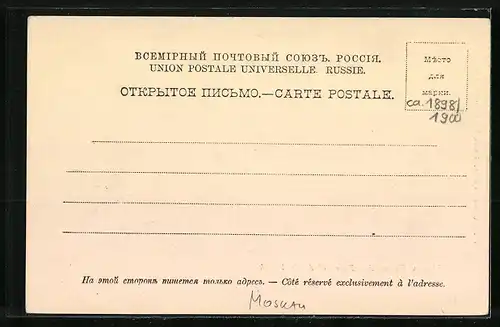 ВСЕМІРНЫЙ ПОЧТОВЫЙ СОЮЗЪ. РОССІЯ.
UNION POSTALE UNIVERSELLE. RUSSIE.
ОТКРЫТОЕ ПИСЬМО.—CARTE POSTALE.
Мѣсто
для
марки.
ca. 1898/
1900
На этой сторонѣ пишется только адресъ. — Côté réservé exclusivement à l'adresse.
Moskau